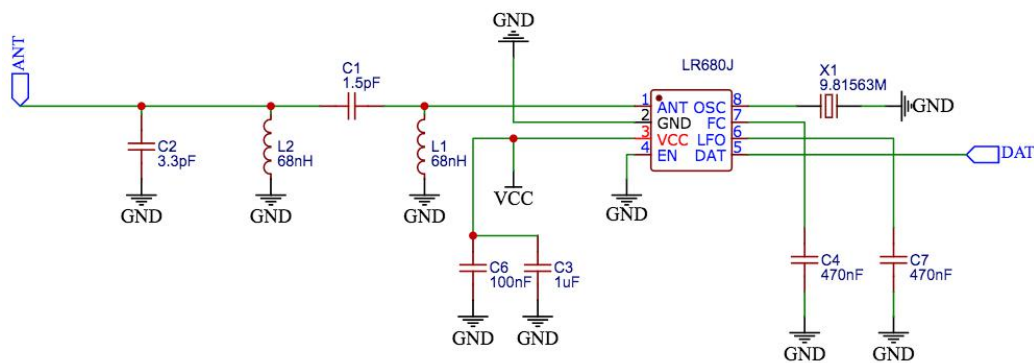 ANT
C2
3.3pF
GND
L2
68nH
GND
C1
1.5pF
L1
68nH
GND
GND
VCC
C6
100nF
GND
C3
1uF
GND
GND
LR680J
1 ANT OSC 8
2 GND FC 7
3 VCC LFO 6
4 EN DAT 5
X1
9.81563M
GND
DAT
C4
470nF
GND
C7
470nF
GND